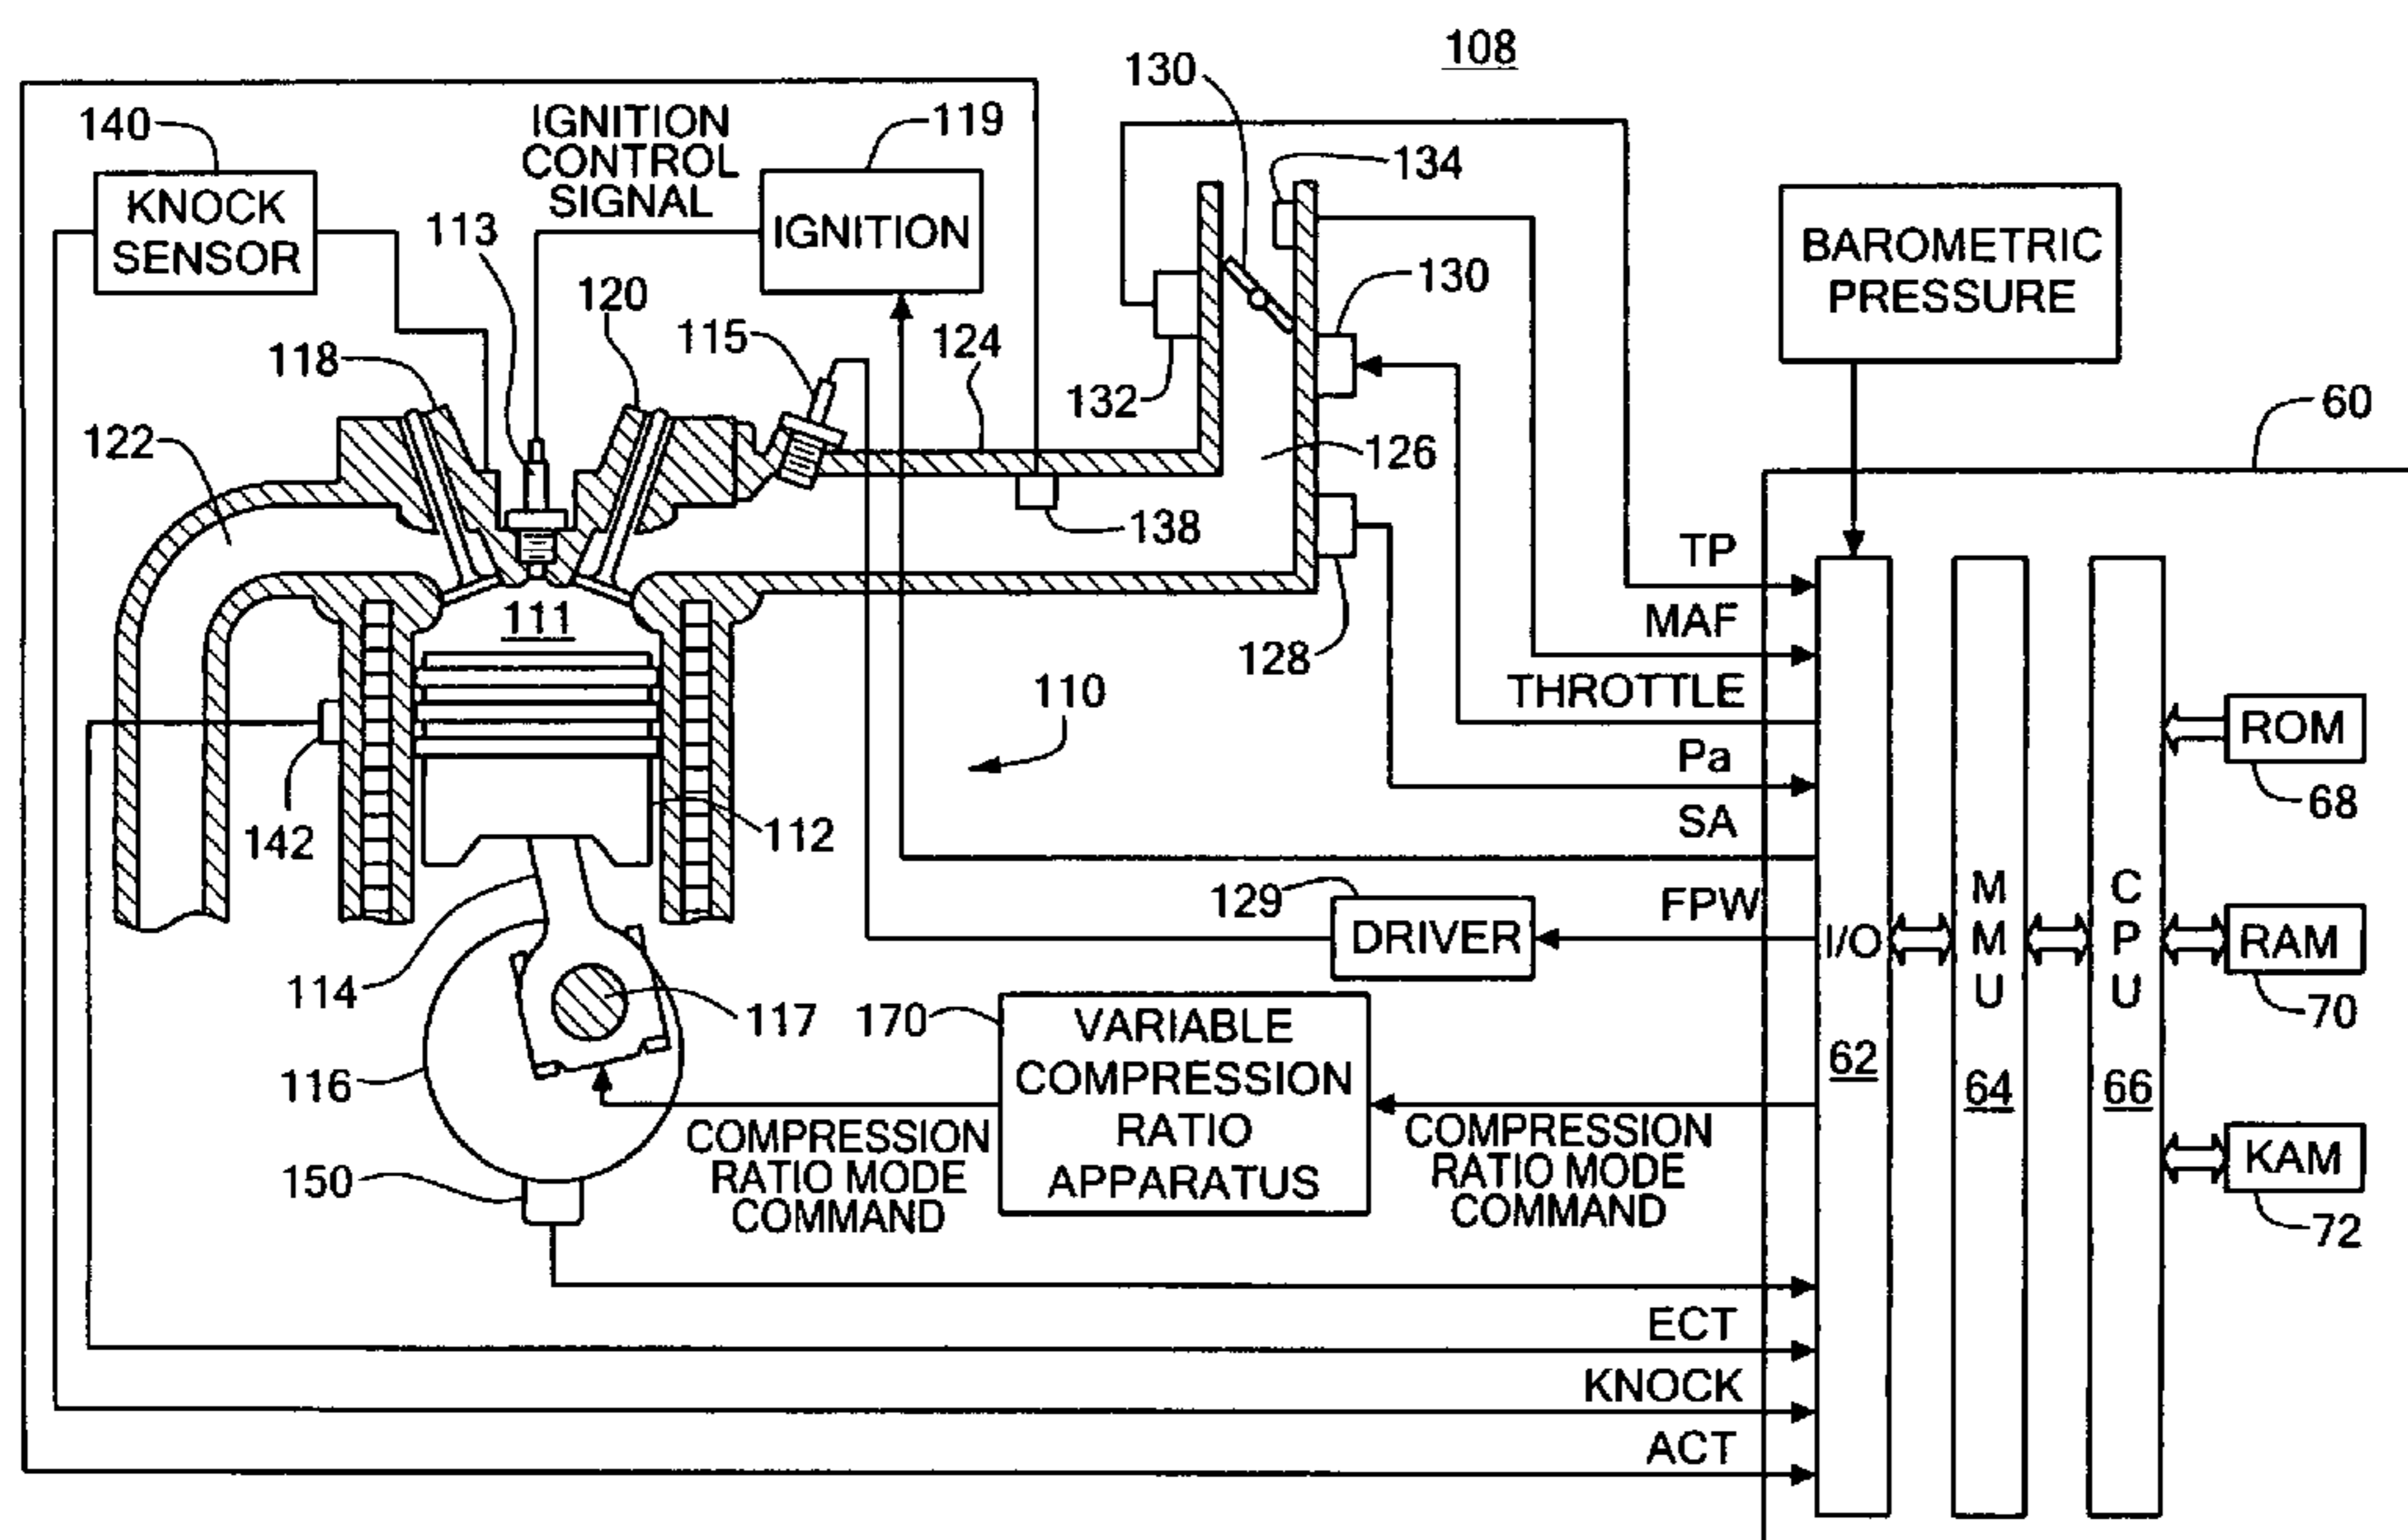 108
130
140
IGNITION
CONTROL
SIGNAL
119
134
KNOCK
SENSOR
113
IGNITION
BAROMETRIC
PRESSURE
130
120
115
124
118
132
60
122
126
138
TP
111
MAF
128
110
THROTTLE
ROM
Pa
68
142
112
SA
129
FPW
DRIVER
I/O
M
M
U
C
P
U
RAM
70
114
117
170
VARIABLE
COMPRESSION
RATIO
APPARATUS
62
64
66
116
COMPRESSION
RATIO MODE
COMMAND
COMPRESSION
RATIO MODE
COMMAND
KAM
72
150
ECT
KNOCK
ACT